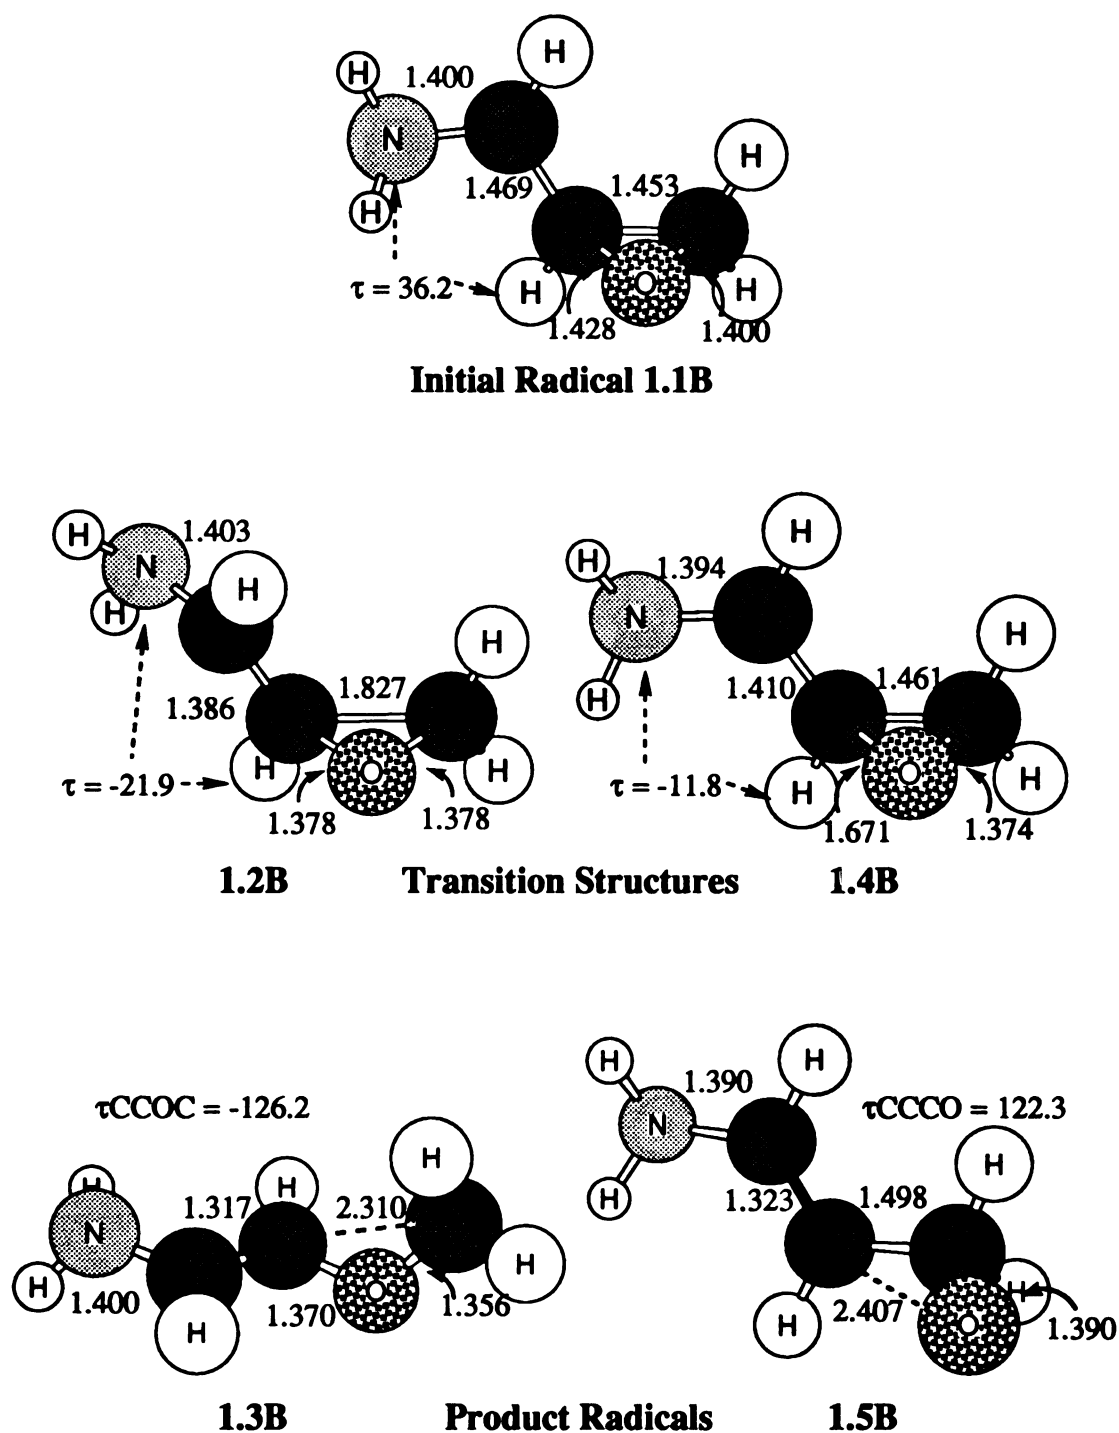 H
H
1.400
N
H
H
1.469
1.453
τ = 36.2
H
O
H
1.428
1.400
Initial Radical 1.1B
H
1.403
N
H
H
H
1.386
1.827
H
τ = -21.9
O
H
1.378
1.378
H
H
1.394
N
H
H
1.410
1.461
τ = -11.8
H
O
H
1.671
1.374
1.2B Transition Structures 1.4B
τCCOC = -126.2
H
H
H
N
1.317
2.310
H
1.400
H
1.370
O
1.356
H
H
1.390
H
τCCCO = 122.3
N
H
H
1.323
1.498
H
2.407
O
H
1.390
1.3B Product Radicals 1.5B